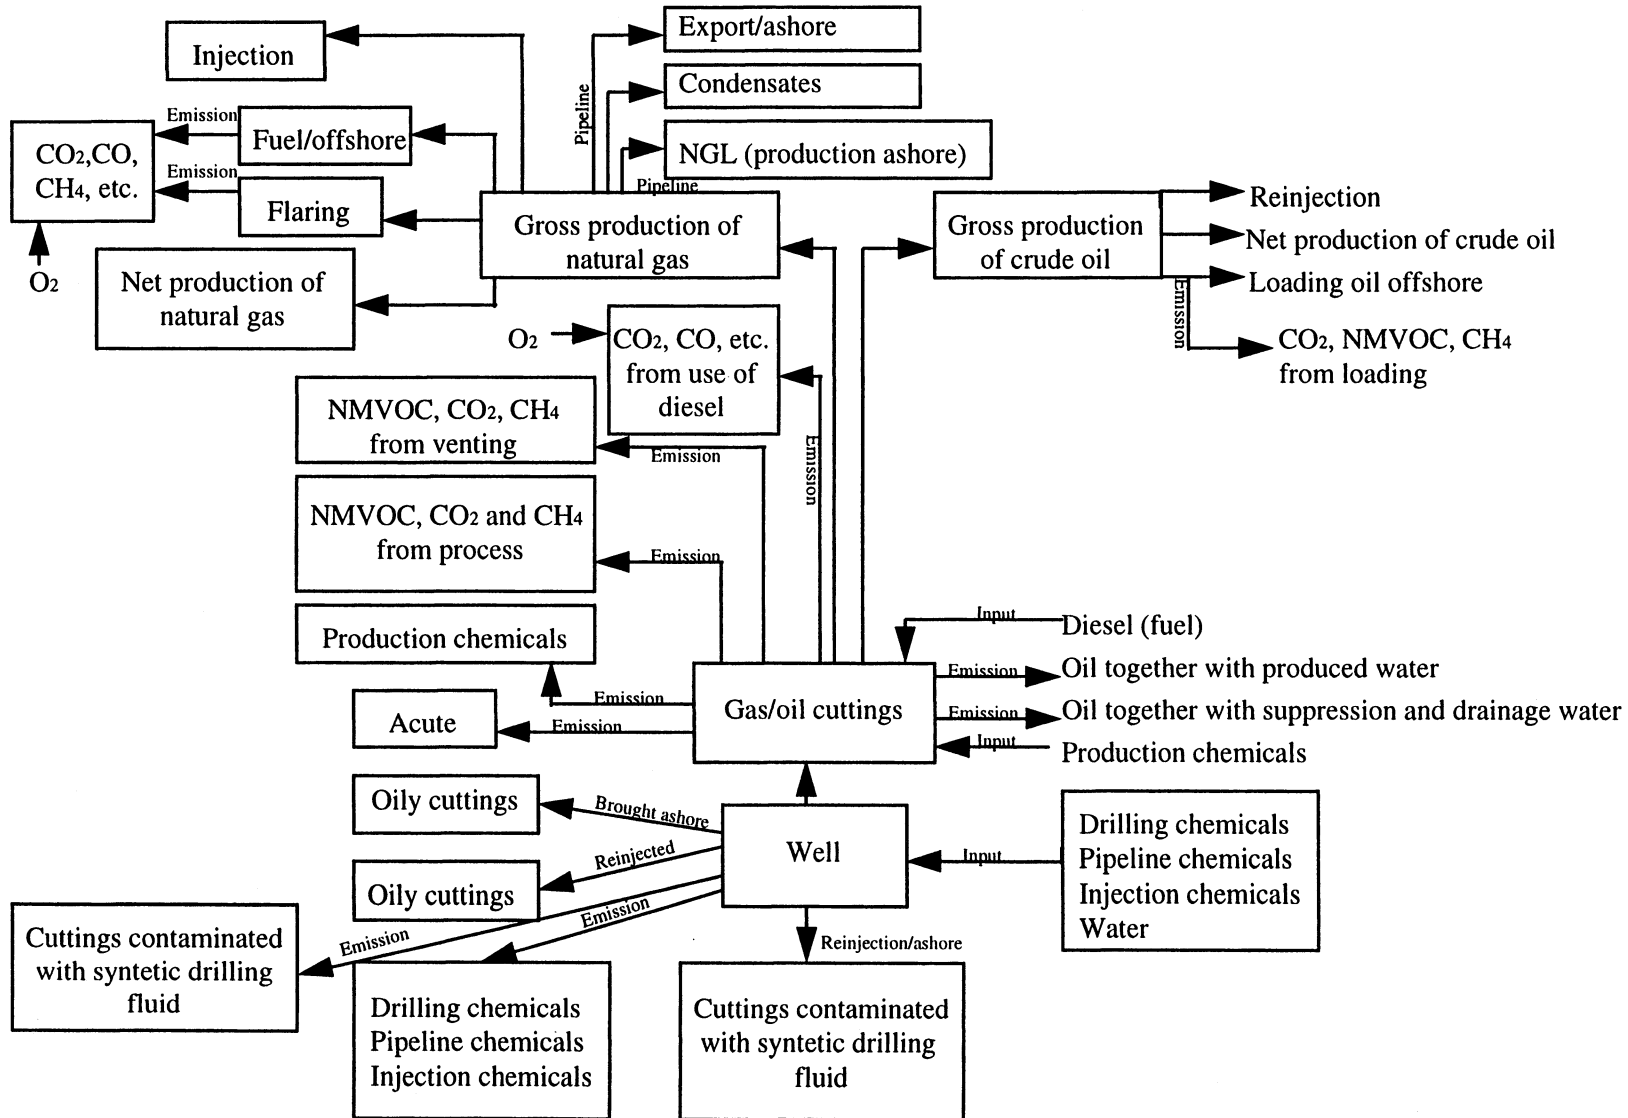 Export/ashore
Injection
Condensates
Pipeline
Emission
Fuel/offshore
CO2,CO,
CH4, etc.
NGL (production ashore)
Emission
Pipeline
Flaring
Gross production of
natural gas
Gross production
of crude oil
Reinjection
Net production of crude oil
Loading oil offshore
O2
Net production of
natural gas
Emission
CO2, NMVOC, CH4
from loading
O2
CO2, CO, etc.
from use of
diesel
NMVOC, CO2, CH4
from venting
Emission
Emission
NMVOC, CO2 and CH4
from process
Emission
Input
Diesel (fuel)
Production chemicals
Emission
Oil together with produced water
Emission
Acute
Emission
Gas/oil cuttings
Emission
Oil together with suppression and drainage water
Input
Production chemicals
Oily cuttings
Brought ashore
Well
Input
Drilling chemicals
Pipeline chemicals
Injection chemicals
Water
Reinjected
Oily cuttings
Emission
Emission
Reinjection/ashore
Cuttings contaminated
with syntetic drilling
fluid
Drilling chemicals
Pipeline chemicals
Injection chemicals
Cuttings contaminated
with syntetic drilling
fluid